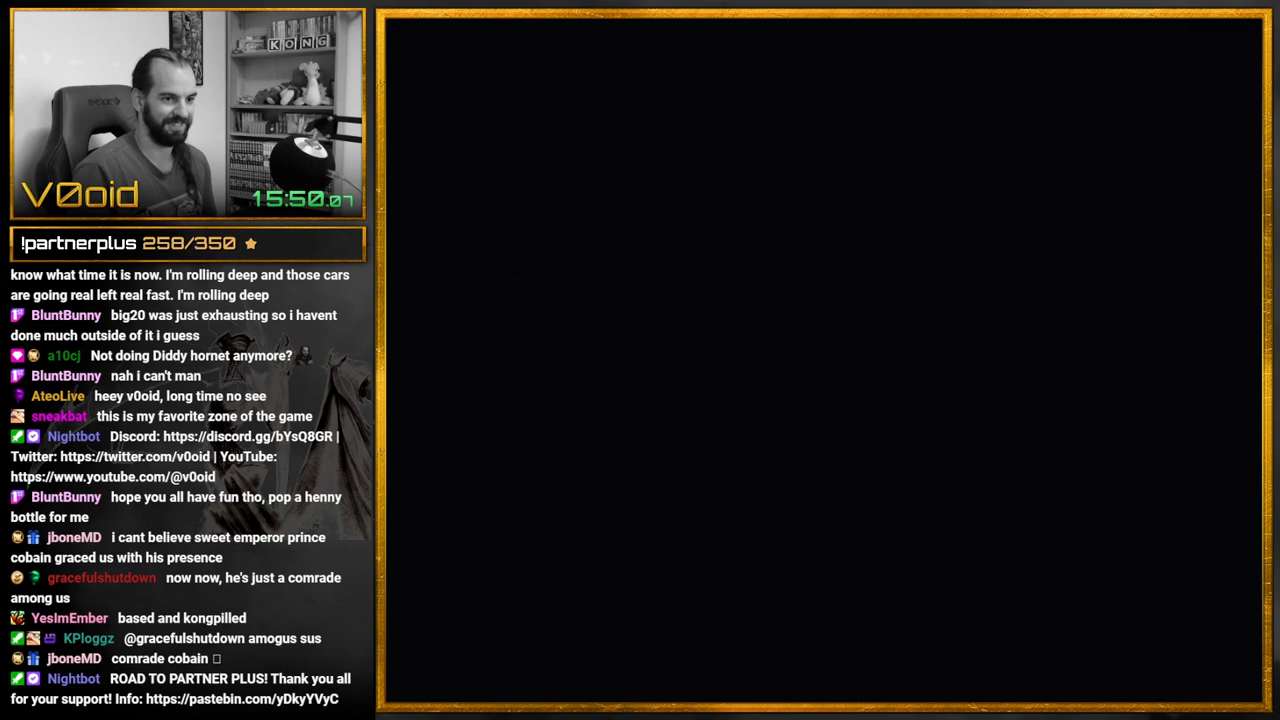 KONG
V0oid
15:50.07
!partnerplus 258/350
know what time it is now. I'm rolling deep and those cars
are going real left real fast. I'm rolling deep
BluntBunny big20 was just exhausting so i havent
done much outside of it i guess
a10cj Not doing Diddy hornet anymore?
BluntBunny nah i can't man
AteoLive heey v0oid, long time no see
sneakbat this is my favorite zone of the game
Nightbot Discord: https://discord.gg/bYsQ8GR |
Twitter: https://twitter.com/v0oid | YouTube:
https://www.youtube.com/@v0oid
BluntBunny hope you all have fun tho, pop a henny
bottle for me
jboneMD i cant believe sweet emperor prince
cobain graced us with his presence
gracefulshutdown now now, he's just a comrade
among us
YesImEmber based and kongpilled
KPloggz @gracefulshutdown amogus sus
jboneMD comrade cobain
Nightbot ROAD TO PARTNER PLUS! Thank you all
for your support! Info: https://pastebin.com/yDkyYVyC